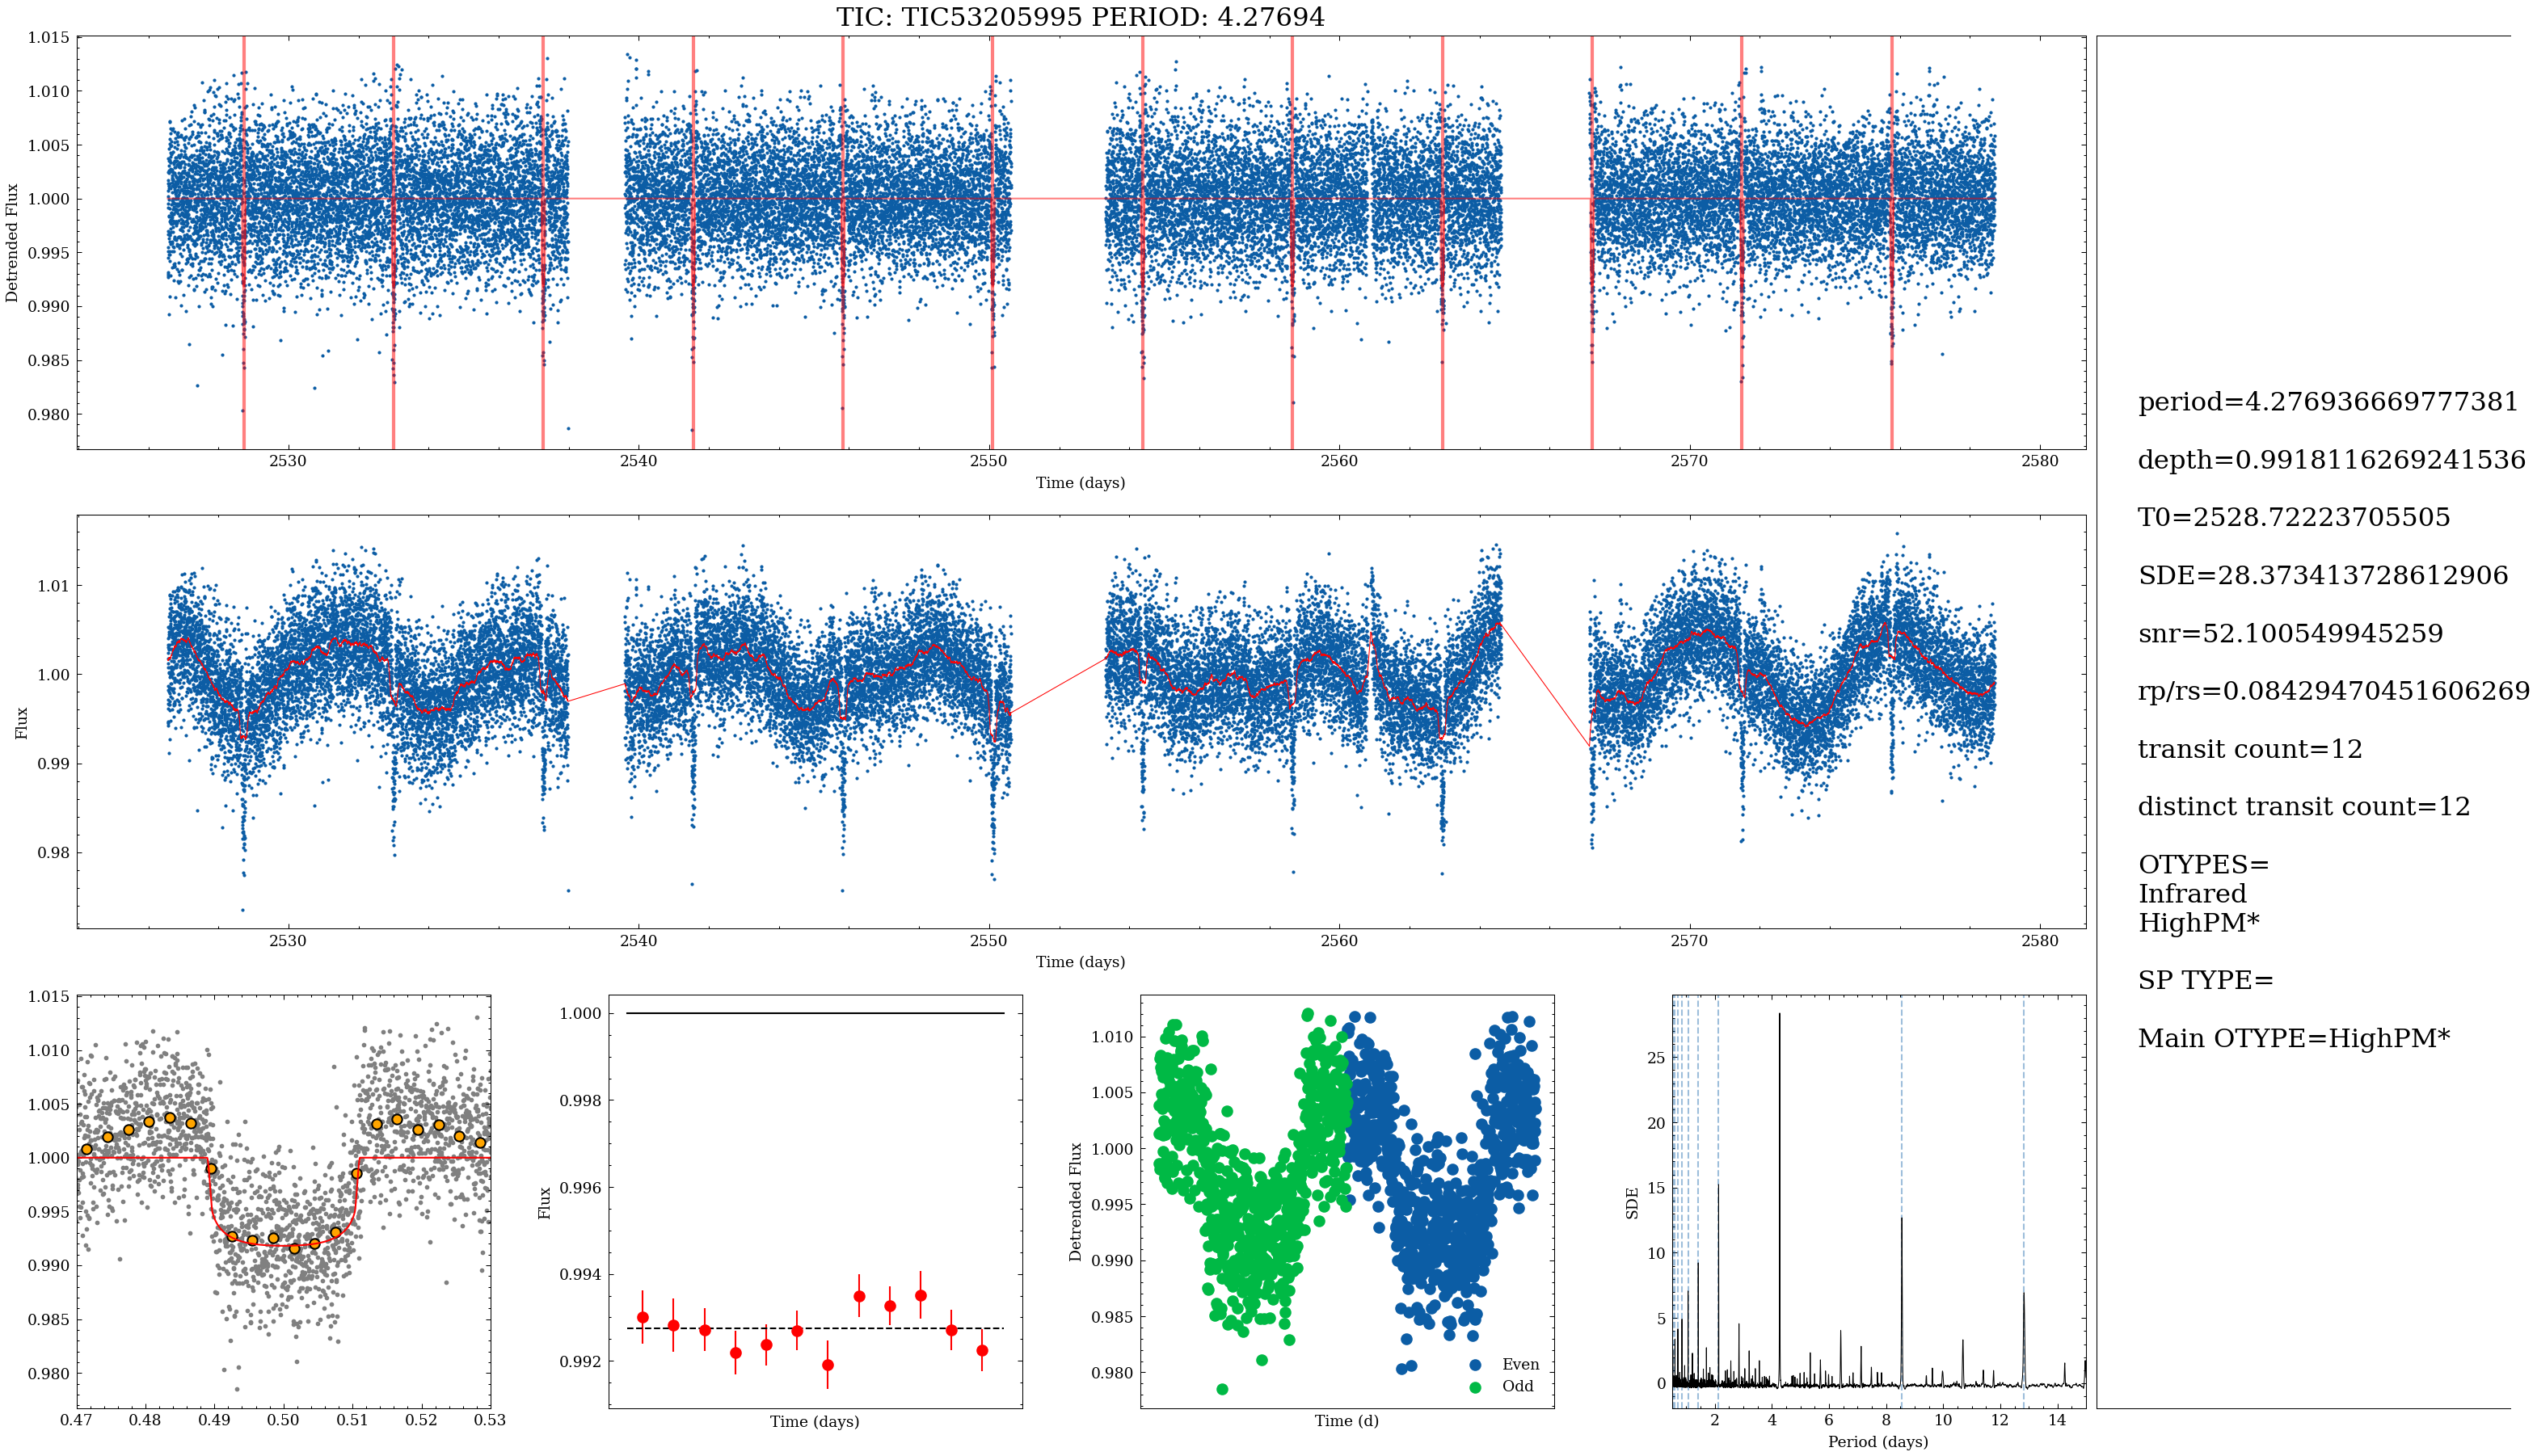 TIC: TIC53205995 PERIOD: 4.27694
1.015
1.010
1.005
1.000
0.995
0.990
0.985
0.980
Detrended Flux
2530
2540
2550
2560
2570
2580
Time (days)
1.01
1.00
0.99
0.98
Flux
2530
2540
2550
2560
2570
2580
Time (days)
1.015
1.010
1.005
1.000
0.995
0.990
0.985
0.980
0.47
0.48
0.49
0.50
0.51
0.52
0.53
1.000
0.998
0.996
0.994
0.992
Flux
Time (days)
1.010
1.005
1.000
0.995
0.990
0.985
0.980
Detrended Flux
Even
Odd
Time (d)
25
20
15
10
5
0
SDE
2
4
6
8
10
12
14
Period (days)
period=4.276936669777381
depth=0.9918116269241536
T0=2528.72223705505
SDE=28.373413728612906
snr=52.100549945259
rp/rs=0.08429470451606269
transit count=12
distinct transit count=12
OTYPES=
Infrared
HighPM*
SP TYPE=
Main OTYPE=HighPM*